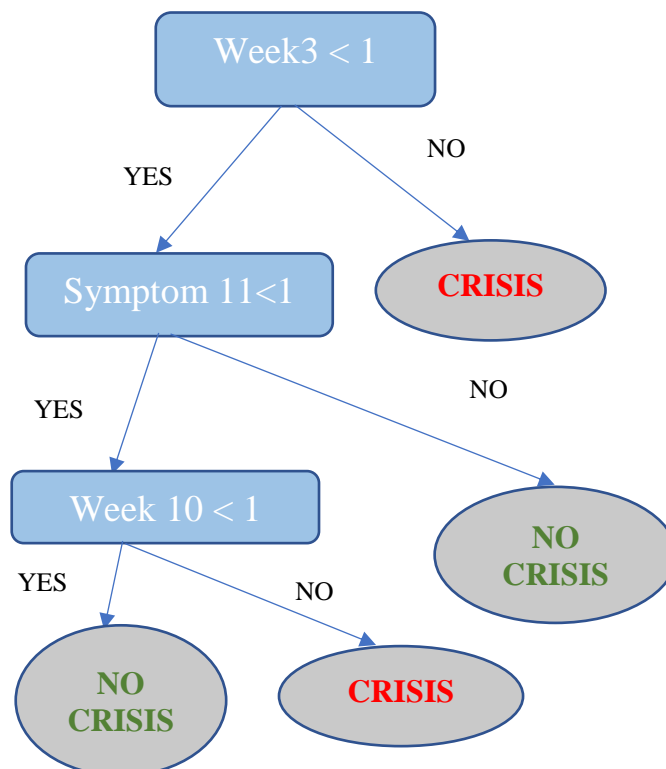 Week3 < 1
NO
YES
CRISIS
Symptom 11<1
NO
YES
Week 10 < 1
NO
CRISIS
YES
NO
CRISIS
NO
CRISIS